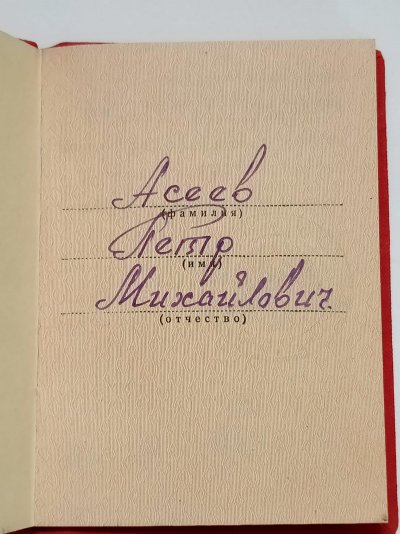 Асеев
(фамилия)
Петр
(имя)
Михайлович
(отчество)